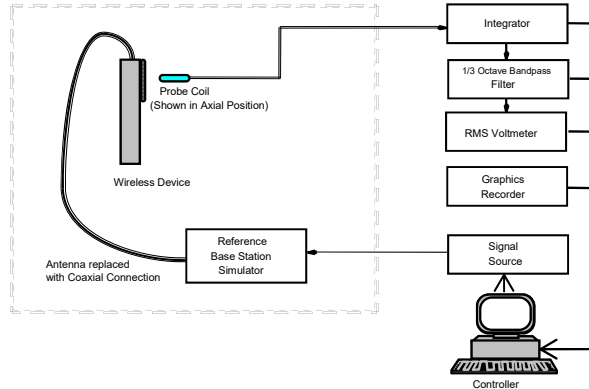 Integrator
1/3 Octave Bandpass
Filter
RMS Voltmeter
Graphics
Recorder
Probe Coil
(Shown in Axial Position)
Wireless Device
Reference
Base Station
Simulator
Signal
Source
Antenna replaced
with Coaxial Connection
Controller